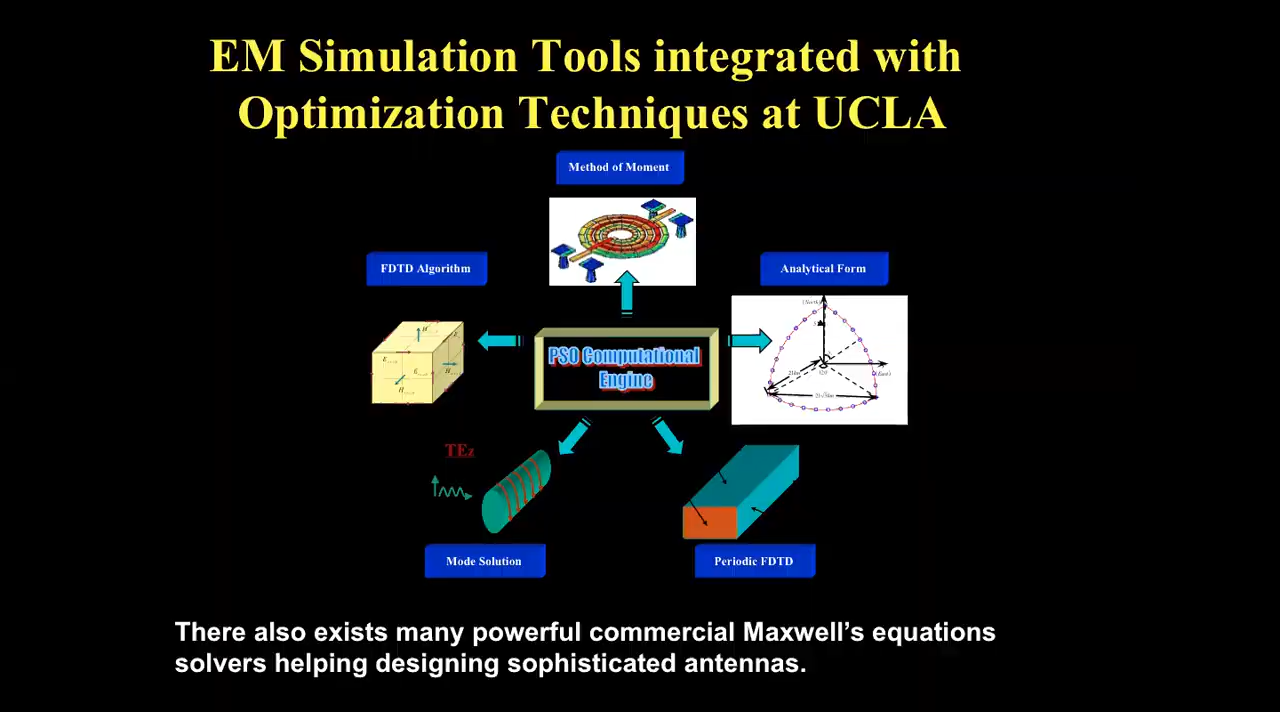 EM Simulation Tools integrated with
Optimization Techniques at UCLA
Method of Moment
FDTD Algorithm
Analytical Form
PSO Computational
Engine
TEz
Mode Solution
Periodic FDTD
There also exists many powerful commercial Maxwell’s equations
solvers helping designing sophisticated antennas.